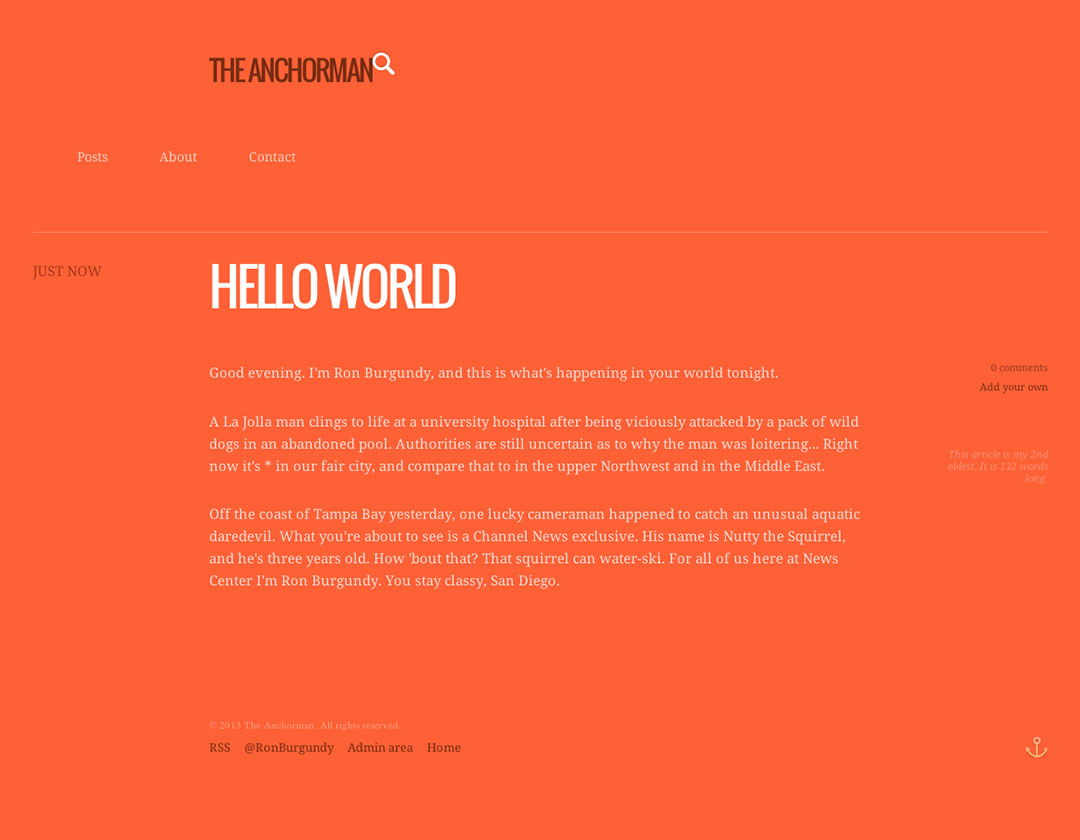 THE ANCHORMAN
Posts About Contact
JUST NOW
HELLO WORLD
Good evening. I'm Ron Burgundy, and this is what's happening in your world tonight.
A La Jolla man clings to life at a university hospital after being viciously attacked by a pack of wild
dogs in an abandoned pool. Authorities are still uncertain as to why the man was loitering... Right
now it's * in our fair city, and compare that to in the upper Northwest and in the Middle East.
Off the coast of Tampa Bay yesterday, one lucky cameraman happened to catch an unusual aquatic
daredevil. What you're about to see is a Channel News exclusive. His name is Nutty the Squirrel,
and he's three years old. How 'bout that? That squirrel can water-ski. For all of us here at News
Center I'm Ron Burgundy. You stay classy, San Diego.
0 comments
Add your own
This article is my 2nd
oldest. It is 132 words
long.
© 2013 The Anchorman. All rights reserved.
RSS @RonBurgundy Admin area Home